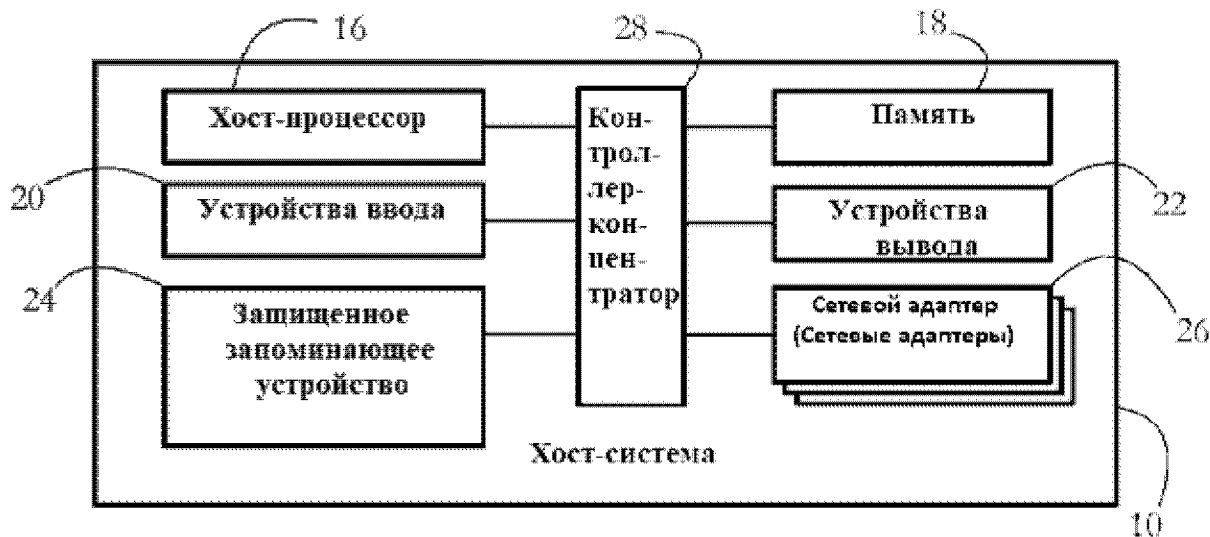 16
28
18
Хост-процессор
Кон-
трол-
лер-
кон-
цен-
тратор
Память
20
Устройства ввода
Устройства
вывода
22
24
Защищенное
запоминающее
устройство
Сетевой адаптер
(Сетевые адаптеры)
26
Хост-система
10